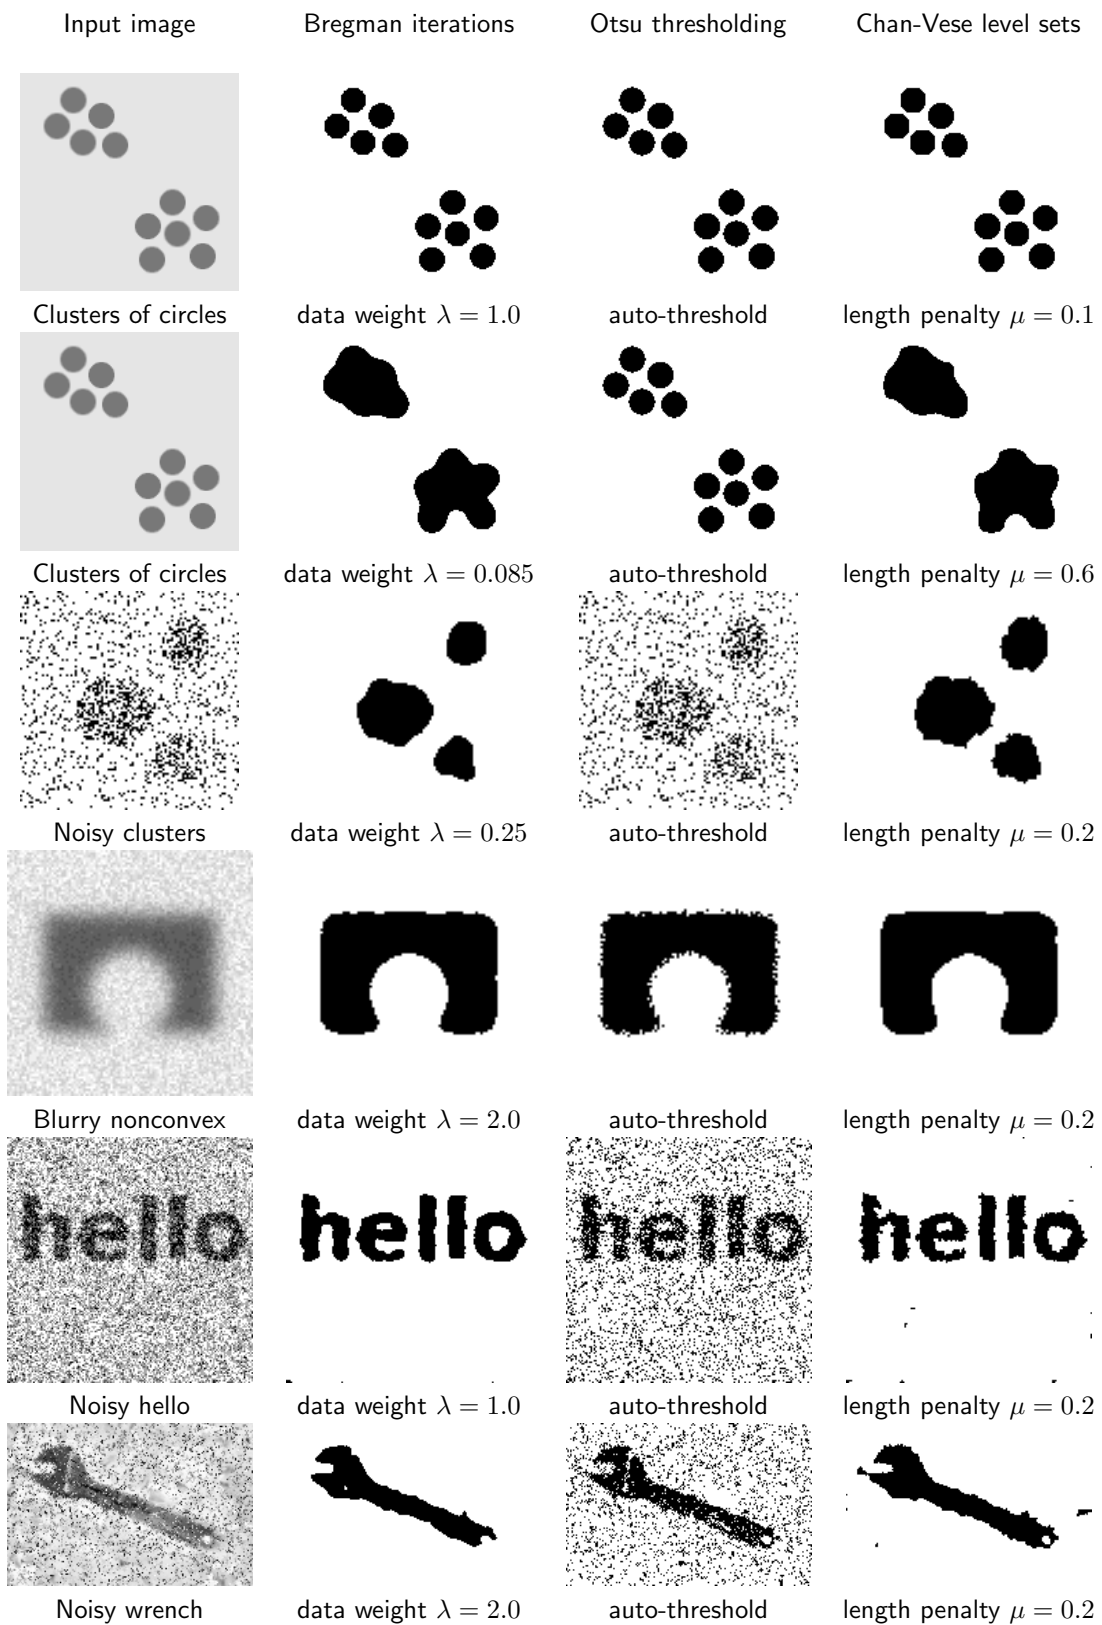 Input image Bregman iterations Otsu thresholding Chan-Vese level sets
Clusters of circles data weight λ = 1.0 auto-threshold length penalty μ = 0.1
Clusters of circles data weight λ = 0.085 auto-threshold length penalty μ = 0.6
Noisy clusters data weight λ = 0.25 auto-threshold length penalty μ = 0.2
Blurry nonconvex data weight λ = 2.0 auto-threshold length penalty μ = 0.2
hello hello hello hello
Noisy hello data weight λ = 1.0 auto-threshold length penalty μ = 0.2
Noisy wrench data weight λ = 2.0 auto-threshold length penalty μ = 0.2